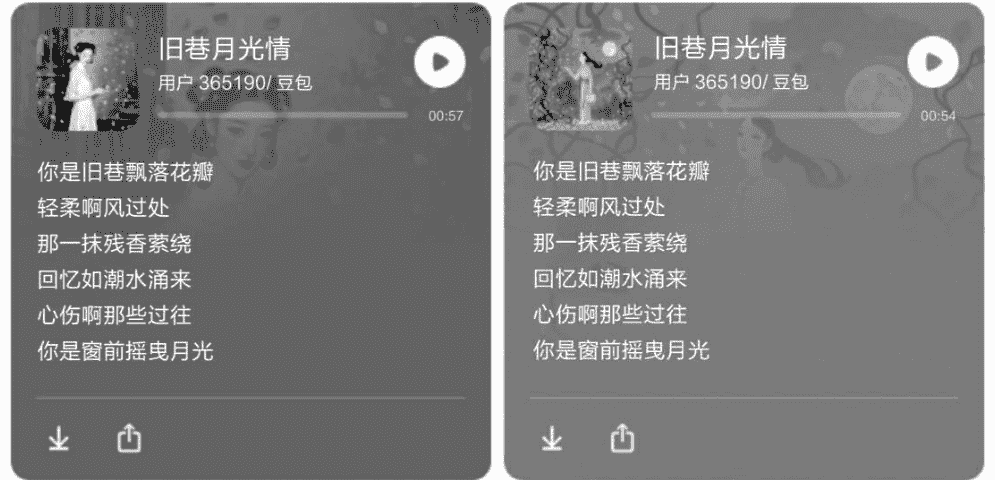 旧巷月光情
用户 365190/ 豆包
00:57
你是旧巷飘落花瓣
轻柔啊风过处
那一抹残香萦绕
回忆如潮水涌来
心伤啊那些过往
你是窗前摇曳月光
旧巷月光情
用户 365190/ 豆包
00:54
你是旧巷飘落花瓣
轻柔啊风过处
那一抹残香萦绕
回忆如潮水涌来
心伤啊那些过往
你是窗前摇曳月光